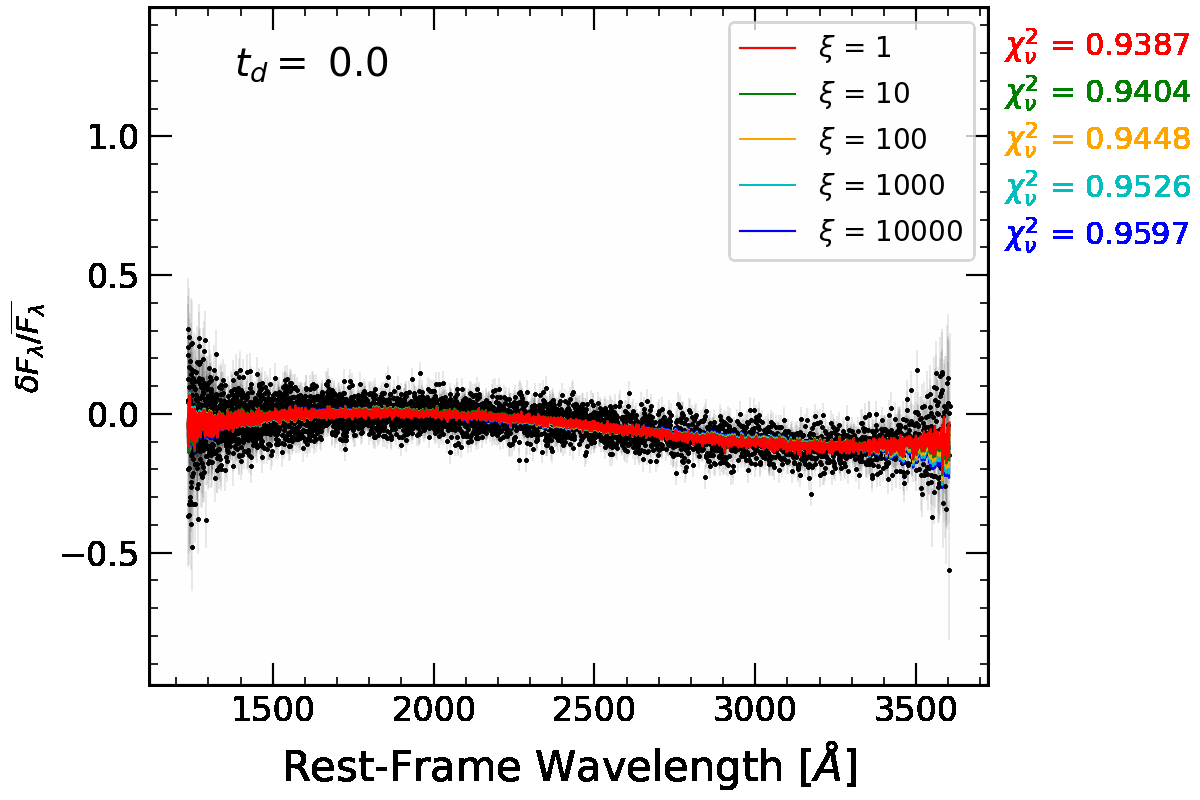 t_d = 0.0
ξ = 1
ξ = 10
ξ = 100
ξ = 1000
ξ = 10000
χ²_ν = 0.9387
χ²_ν = 0.9404
χ²_ν = 0.9448
χ²_ν = 0.9526
χ²_ν = 0.9597
1.0
0.5
0.0
−0.5
δF_λ/F̅_λ
1500 2000 2500 3000 3500
Rest-Frame Wavelength [Å]